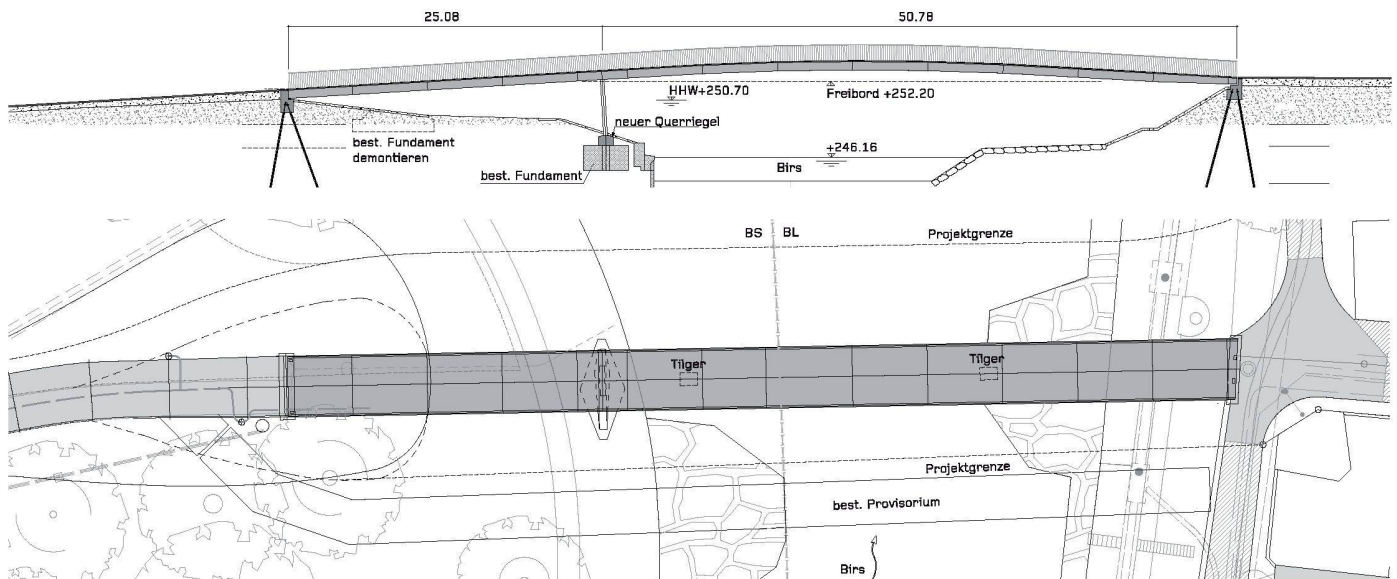 25.08
50.78
HHW+250.70
Freibord +252.20
neuer Querriegel
best. Fundament
demontieren
+246.16
Birs
best. Fundament
BS BL
Projektgrenze
Tilger
Tilger
Projektgrenze
best. Provisorium
Birs